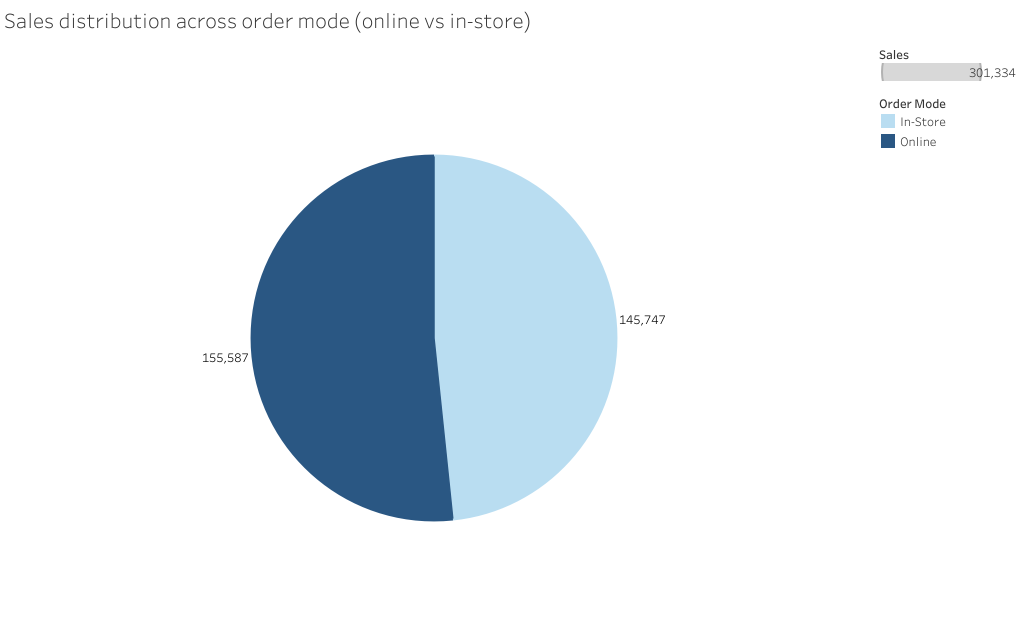 Sales distribution across order mode (online vs in-store)
Sales
301,334
Order Mode
In-Store
Online
145,747
155,587